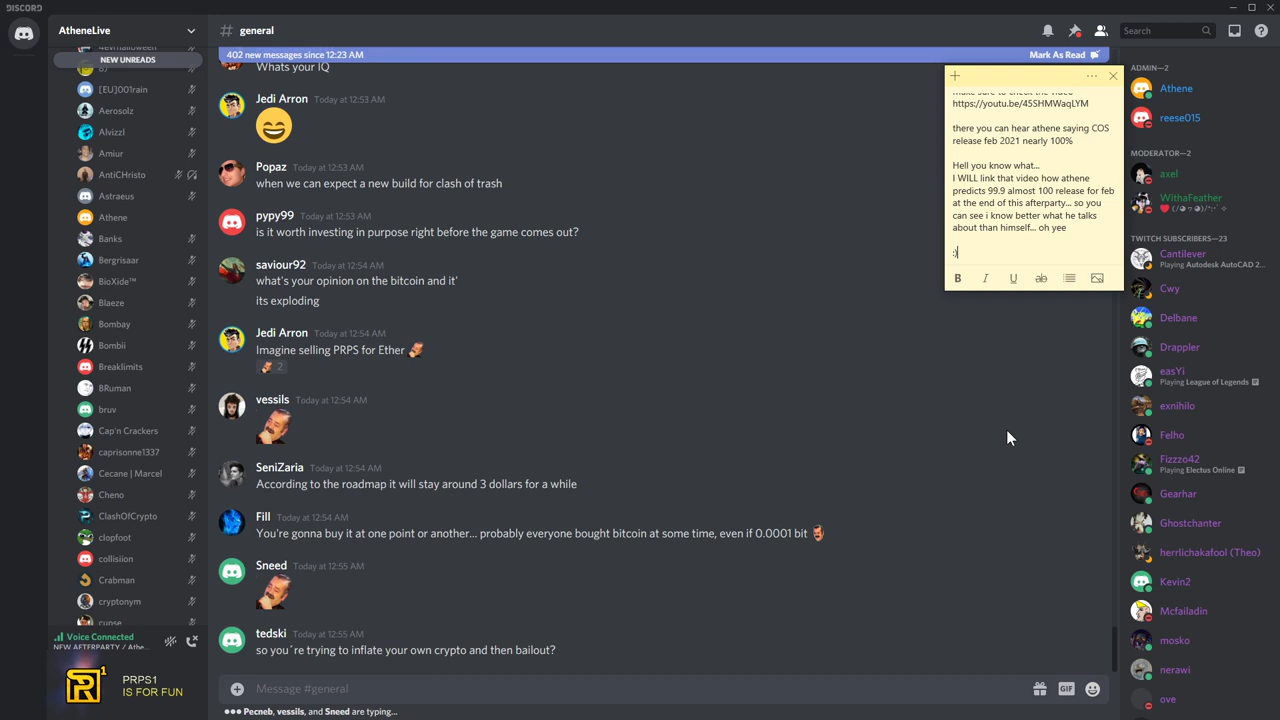 DISCORD
AtheneLive
NEW UNREADS
[EU]001rain
Aerosolz
Alvizzl
Amiur
AntiCHristo
Astraeus
Athene
Banks
Bergrisaar
BioXide™
Blaeze
Bombay
Bombii
Breaklimits
BRuman
bruv
Cap'n Crackers
caprisonne1337
Cecane | Marcel
Cheno
ClashOfCrypto
clopfoot
collisiion
Crabman
cryptonym
Voice Connected
NEW AFTERPARTY / Athe...
PRPS1
IS FOR FUN
# general
Search
402 new messages since 12:23 AM
Mark As Read
Whats your IQ
Jedi Arron Today at 12:53 AM
Popaz Today at 12:53 AM
when we can expect a new build for clash of trash
pypy99 Today at 12:53 AM
is it worth investing in purpose right before the game comes out?
saviour92 Today at 12:54 AM
what's your opinion on the bitcoin and it'
its exploding
Jedi Arron Today at 12:54 AM
Imagine selling PRPS for Ether
2
vessils Today at 12:54 AM
SeniZaria Today at 12:54 AM
According to the roadmap it will stay around 3 dollars for a while
Fill Today at 12:54 AM
You're gonna buy it at one point or another... probably everyone bought bitcoin at some time, even if 0.0001 bit
Sneed Today at 12:55 AM
tedski Today at 12:55 AM
so you´re trying to inflate your own crypto and then bailout?
Message #general
GIF
Pecneb, vessils, and Sneed are typing...
Make sure to check the video
https://youtu.be/45SHMWaqLYM
there you can hear athene saying COS
release feb 2021 nearly 100%
Hell you know what...
I WILL link that video how athene
predicts 99.9 almost 100 release for feb
at the end of this afterparty... so you
can see i know better what he talks
about than himself... oh yee
:)
B I U ab
ADMIN—2
Athene
reese015
MODERATOR—2
axel
WithaFeather
TWITCH SUBSCRIBERS—23
Cantilever
Playing Autodesk AutoCAD 2...
Cwy
Delbane
Drappler
easYi
Playing League of Legends
exnihilo
Felho
Fizzzo42
Playing Electus Online
Gearhar
Ghostchanter
herrlichakafool (Theo)
Kevin2
Mcfailadin
mosko
nerawi
ove